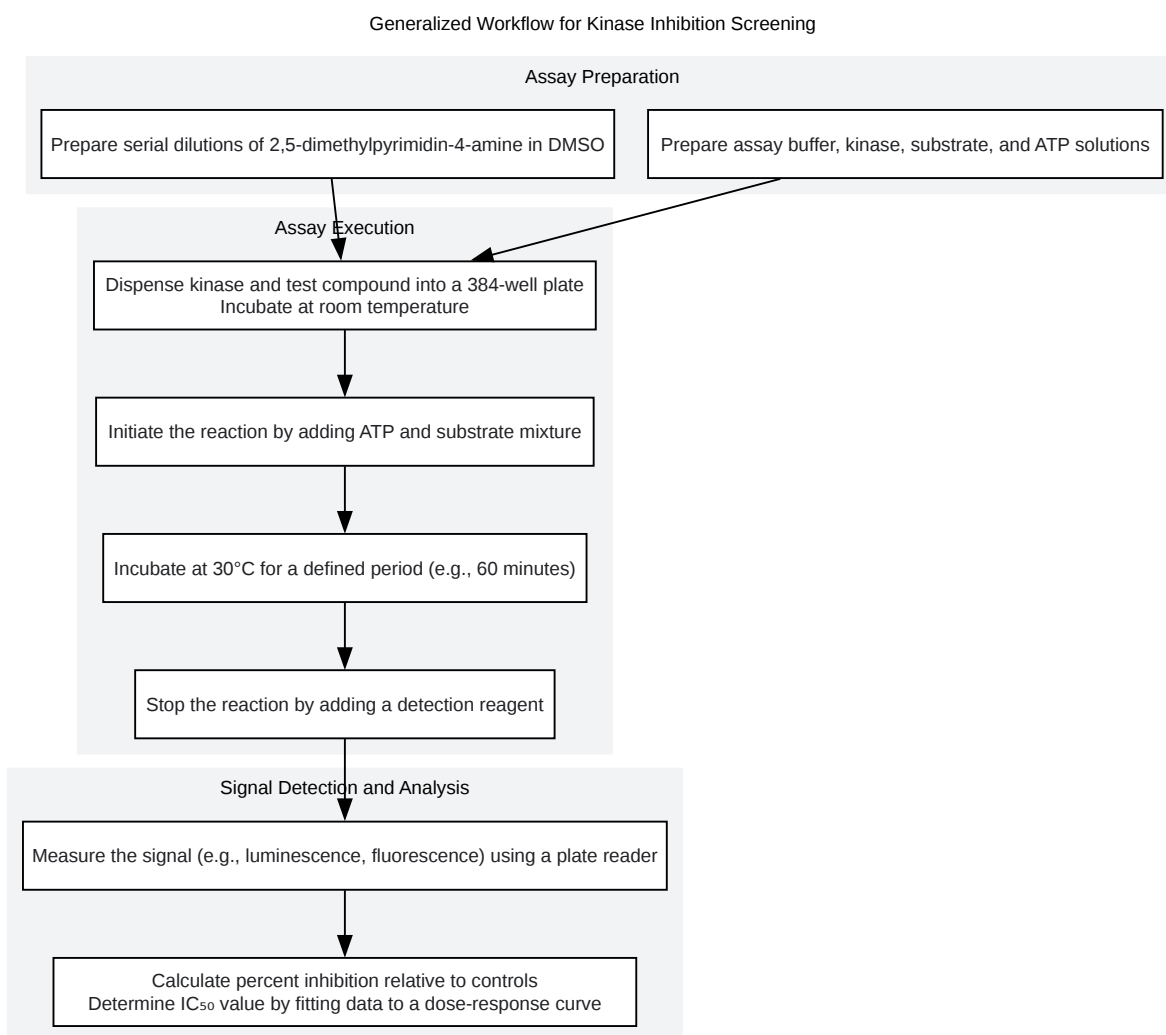 Generalized Workflow for Kinase Inhibition Screening
Assay Preparation
Prepare serial dilutions of 2,5-dimethylpyrimidin-4-amine in DMSO
Prepare assay buffer, kinase, substrate, and ATP solutions
Assay Execution
Dispense kinase and test compound into a 384-well plate
Incubate at room temperature
Initiate the reaction by adding ATP and substrate mixture
Incubate at 30°C for a defined period (e.g., 60 minutes)
Stop the reaction by adding a detection reagent
Signal Detection and Analysis
Measure the signal (e.g., luminescence, fluorescence) using a plate reader
Calculate percent inhibition relative to controls
Determine IC₅₀ value by fitting data to a dose-response curve